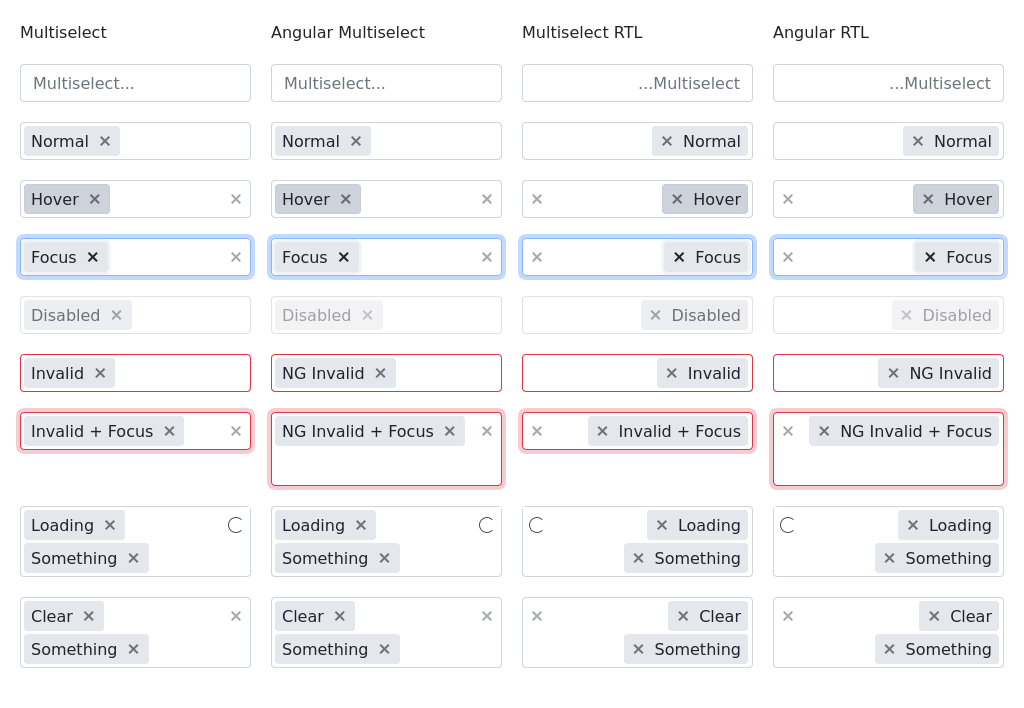 Multiselect Angular Multiselect Multiselect RTL Angular RTL
Multiselect... Multiselect... ...Multiselect ...Multiselect
Normal Normal Normal Normal
Hover Hover Hover Hover
Focus Focus Focus Focus
Disabled Disabled Disabled Disabled
Invalid NG Invalid Invalid NG Invalid
Invalid + Focus NG Invalid + Focus Invalid + Focus NG Invalid + Focus
Loading Loading Loading Loading
Something Something Something Something
Clear Clear Clear Clear
Something Something Something Something